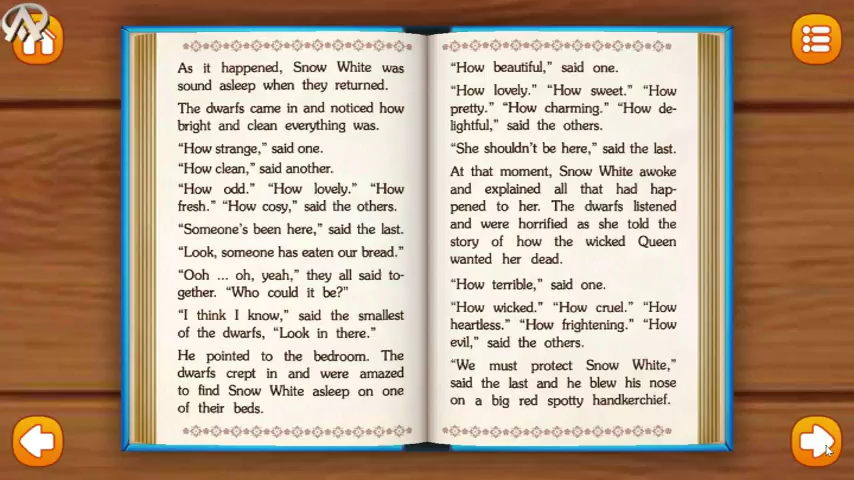 As it happened, Snow White was
sound asleep when they returned.
The dwarfs came in and noticed how
bright and clean everything was.
“How strange,” said one.
“How clean,” said another.
“How odd.” “How lovely.” “How
fresh.” “How cosy,” said the others.
“Someone’s been here,” said the last.
“Look, someone has eaten our bread.”
“Ooh ... oh, yeah,” they all said to-
gether. “Who could it be?”
“I think I know,” said the smallest
of the dwarfs, “Look in there.”
He pointed to the bedroom. The
dwarfs crept in and were amazed
to find Snow White asleep on one
of their beds.
“How beautiful,” said one.
“How lovely.” “How sweet.” “How
pretty.” “How charming.” “How de-
lightful,” said the others.
“She shouldn’t be here,” said the last.
At that moment, Snow White awoke
and explained all that had hap-
pened to her. The dwarfs listened
and were horrified as she told the
story of how the wicked Queen
wanted her dead.
“How terrible,” said one.
“How wicked.” “How cruel.” “How
heartless.” “How frightening.” “How
evil,” said the others.
“We must protect Snow White,”
said the last and he blew his nose
on a big red spotty handkerchief.